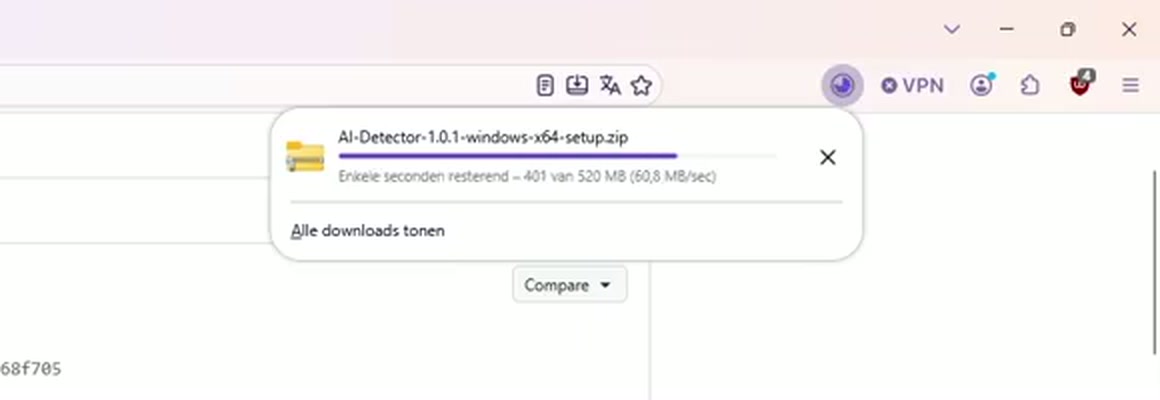 VPN
4
AI-Detector-1.0.1-windows-x64-setup.zip
Enkele seconden resterend – 401 van 520 MB (60,8 MB/sec)
Alle downloads tonen
Compare
68f705